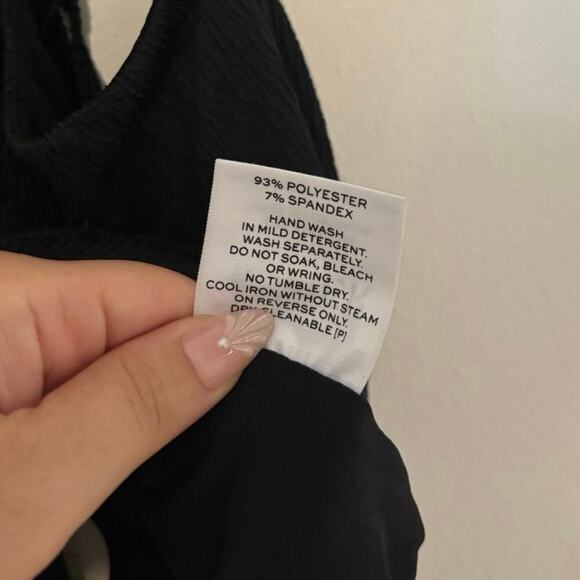 93% POLYESTER
7% SPANDEX
HAND WASH
IN MILD DETERGENT.
WASH SEPARATELY.
DO NOT SOAK, BLEACH
OR WRING.
NO TUMBLE DRY.
COOL IRON WITHOUT STEAM
ON REVERSE ONLY.
DRY CLEANABLE [P]